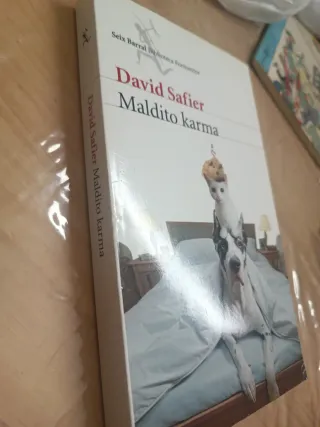 Seix Barral Biblioteca Formentor
David Safier
Maldito karma
David Safier Maldito karma